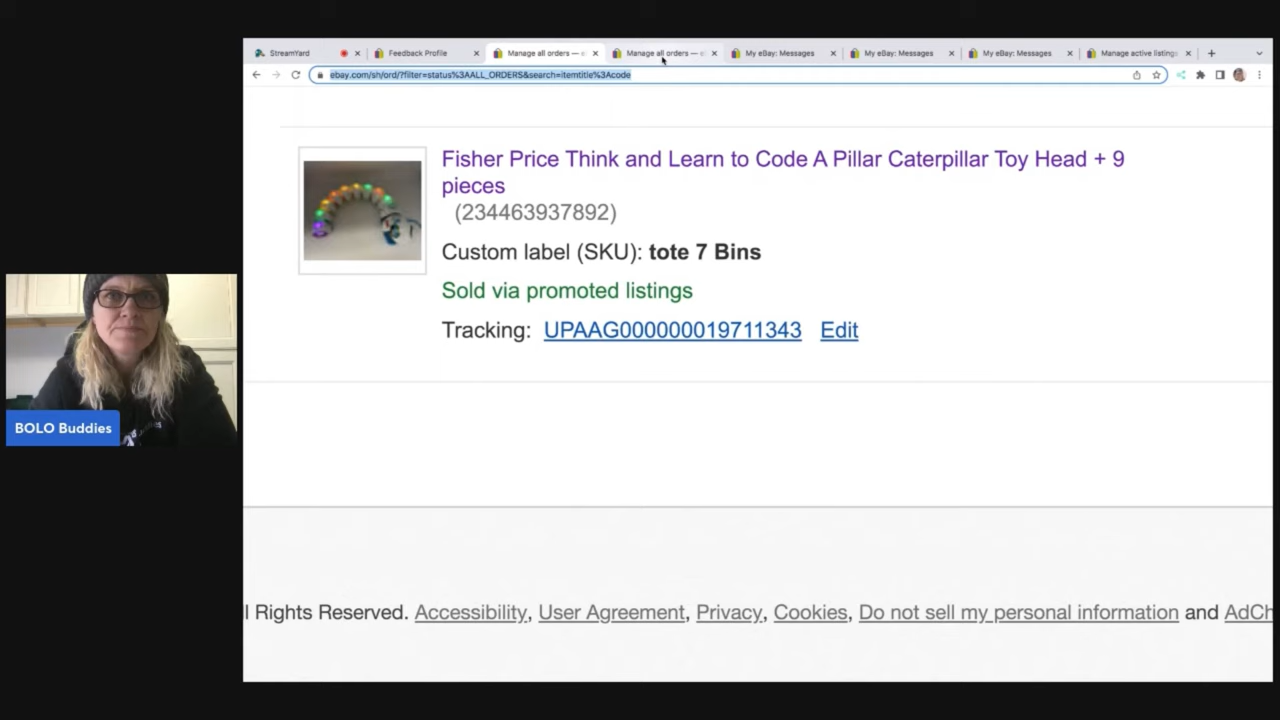 StreamYard
Feedback Profile
Manage all orders — e
Manage all orders — e
My eBay: Messages
My eBay: Messages
My eBay: Messages
Manage active listings
ebay.com/sh/ord/?filter=status%3AALL_ORDERS&search=itemtitle%3Acode
Fisher Price Think and Learn to Code A Pillar Caterpillar Toy Head + 9
pieces
(234463937892)
Custom label (SKU): tote 7 Bins
Sold via promoted listings
Tracking: UPAAG000000019711343 Edit
BOLO Buddies
l Rights Reserved. Accessibility, User Agreement, Privacy, Cookies, Do not sell my personal information and AdCh